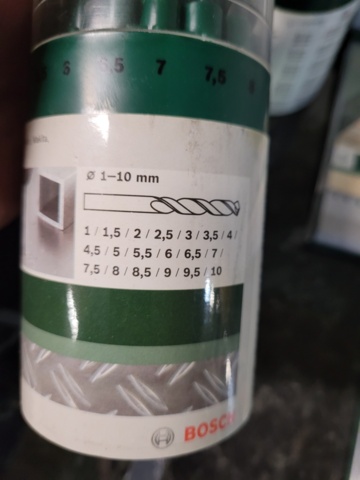 6 6,5 7 7,5 8
ø 1–10 mm
1 / 1,5 / 2 / 2,5 / 3 / 3,5 / 4 /
4,5 / 5 / 5,5 / 6 / 6,5 / 7 /
7,5 / 8 / 8,5 / 9 / 9,5 / 10
BOSCH